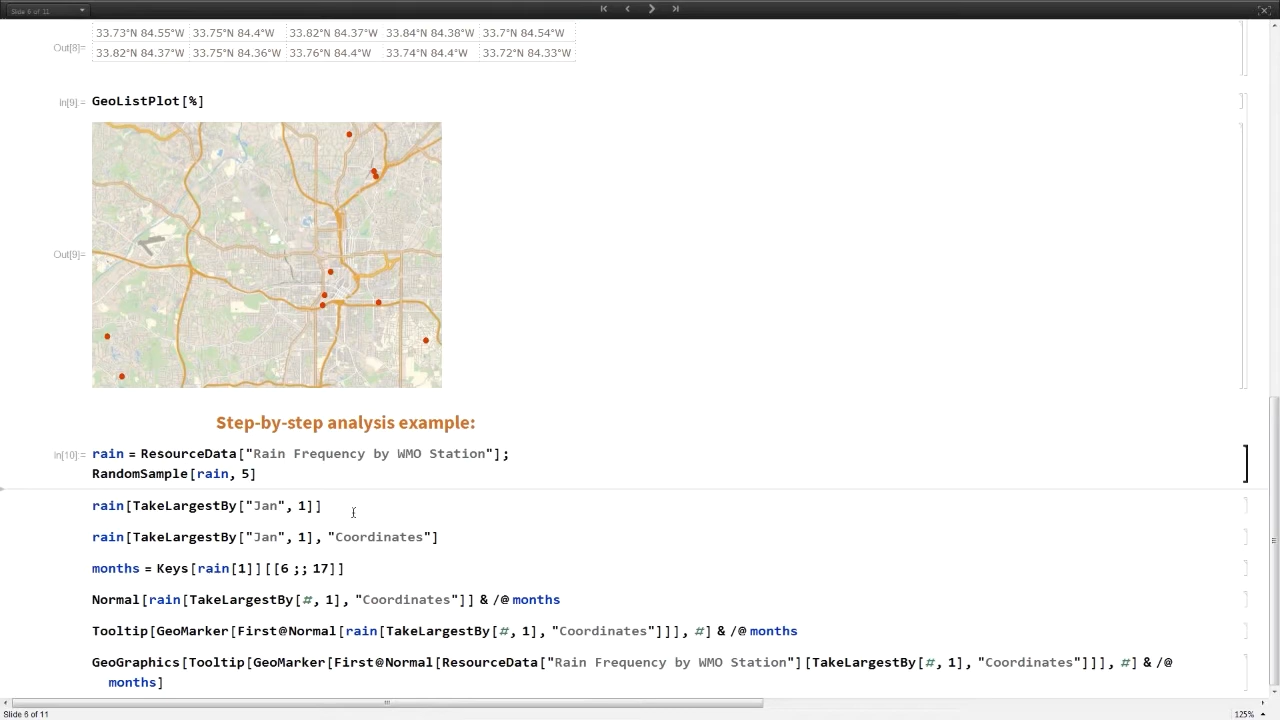 Slide 6 of 11
33.73°N 84.55°W 33.75°N 84.4°W 33.82°N 84.37°W 33.84°N 84.38°W 33.7°N 84.54°W
Out[8]=
33.82°N 84.37°W 33.75°N 84.36°W 33.76°N 84.4°W 33.74°N 84.4°W 33.72°N 84.33°W
In[9]:= GeoListPlot[%]
Out[9]=
Step-by-step analysis example:
In[10]:= rain = ResourceData["Rain Frequency by WMO Station"];
RandomSample[rain, 5]
rain[TakeLargestBy["Jan", 1]]
rain[TakeLargestBy["Jan", 1], "Coordinates"]
months = Keys[rain[1]][[6 ;; 17]]
Normal[rain[TakeLargestBy[#, 1], "Coordinates"]] & /@ months
Tooltip[GeoMarker[First@Normal[rain[TakeLargestBy[#, 1], "Coordinates"]]], #] & /@ months
GeoGraphics[Tooltip[GeoMarker[First@Normal[ResourceData["Rain Frequency by WMO Station"][TakeLargestBy[#, 1], "Coordinates"]]], #] & /@
months]
Slide 6 of 11 125%